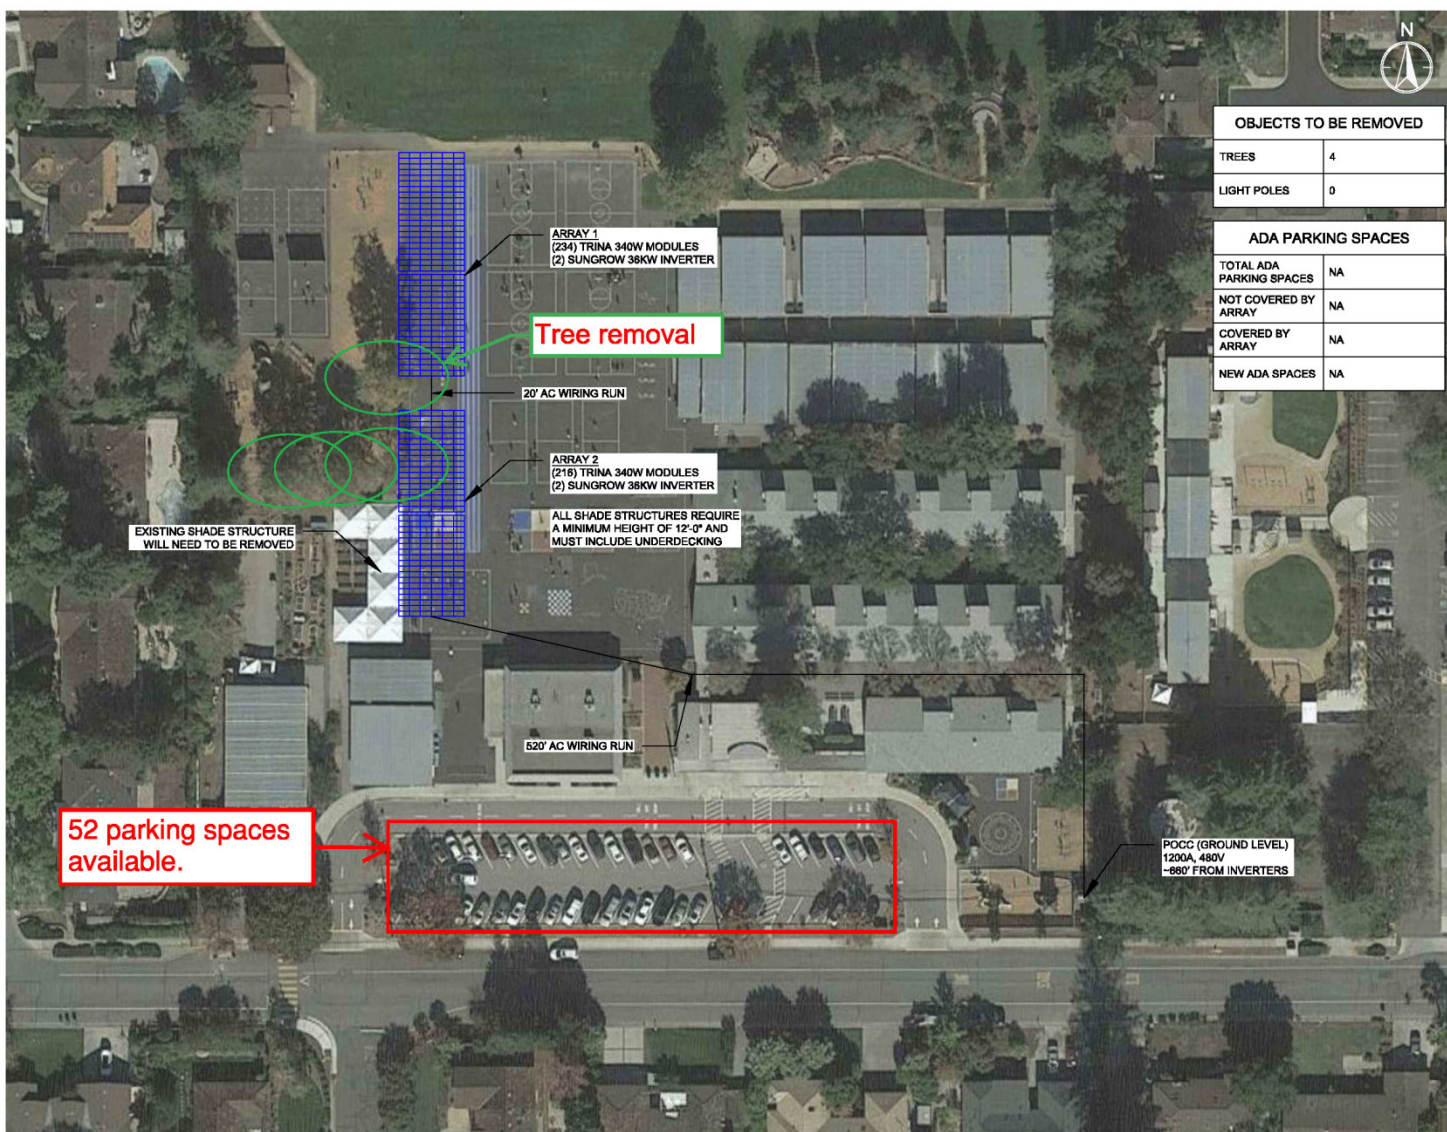 N
OBJECTS TO BE REMOVED
TREES 4
LIGHT POLES 0
ADA PARKING SPACES
TOTAL ADA
PARKING SPACES NA
NOT COVERED BY
ARRAY NA
COVERED BY
ARRAY NA
NEW ADA SPACES NA
ARRAY 1
(234) TRINA 340W MODULES
(2) SUNGROW 36KW INVERTER
Tree removal
20' AC WIRING RUN
ARRAY 2
(216) TRINA 340W MODULES
(2) SUNGROW 36KW INVERTER
ALL SHADE STRUCTURES REQUIRE
A MINIMUM HEIGHT OF 12'-0" AND
MUST INCLUDE UNDERDECKING
EXISTING SHADE STRUCTURE
WILL NEED TO BE REMOVED
520' AC WIRING RUN
52 parking spaces
available.
POCC (GROUND LEVEL)
1200A, 480V
~660' FROM INVERTERS